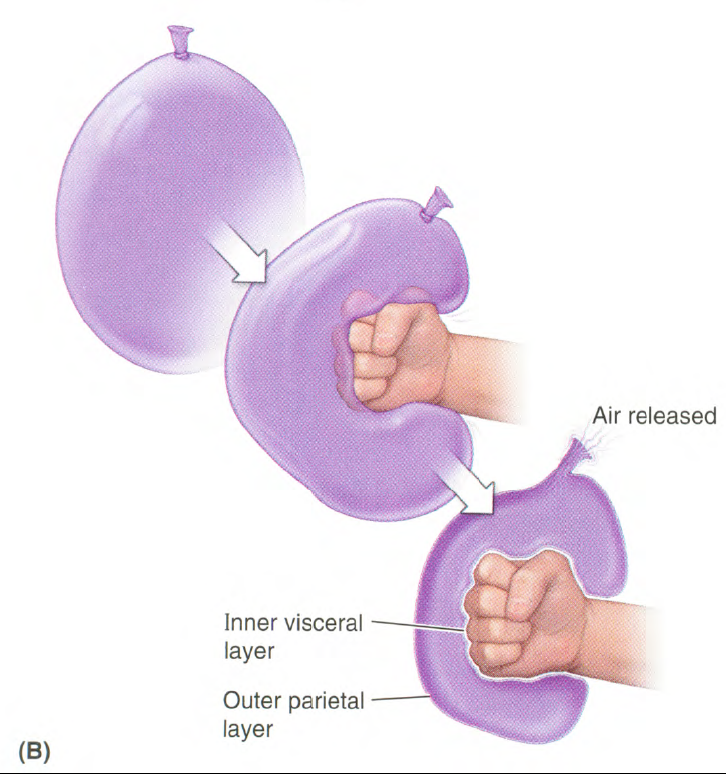 Air released
Inner visceral
layer
Outer parietal
layer
(B)